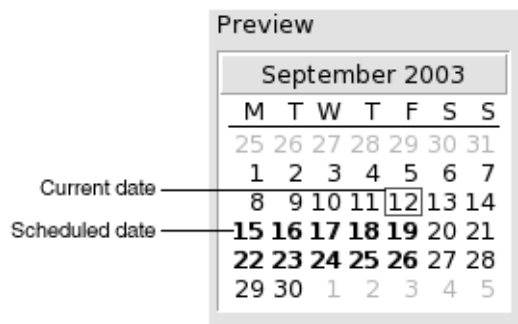 Preview
September 2003
M T W T F S S
25 26 27 28 29 30 31
1 2 3 4 5 6 7
Current date
8 9 10 11 12 13 14
Scheduled date
15 16 17 18 19 20 21
22 23 24 25 26 27 28
29 30 1 2 3 4 5